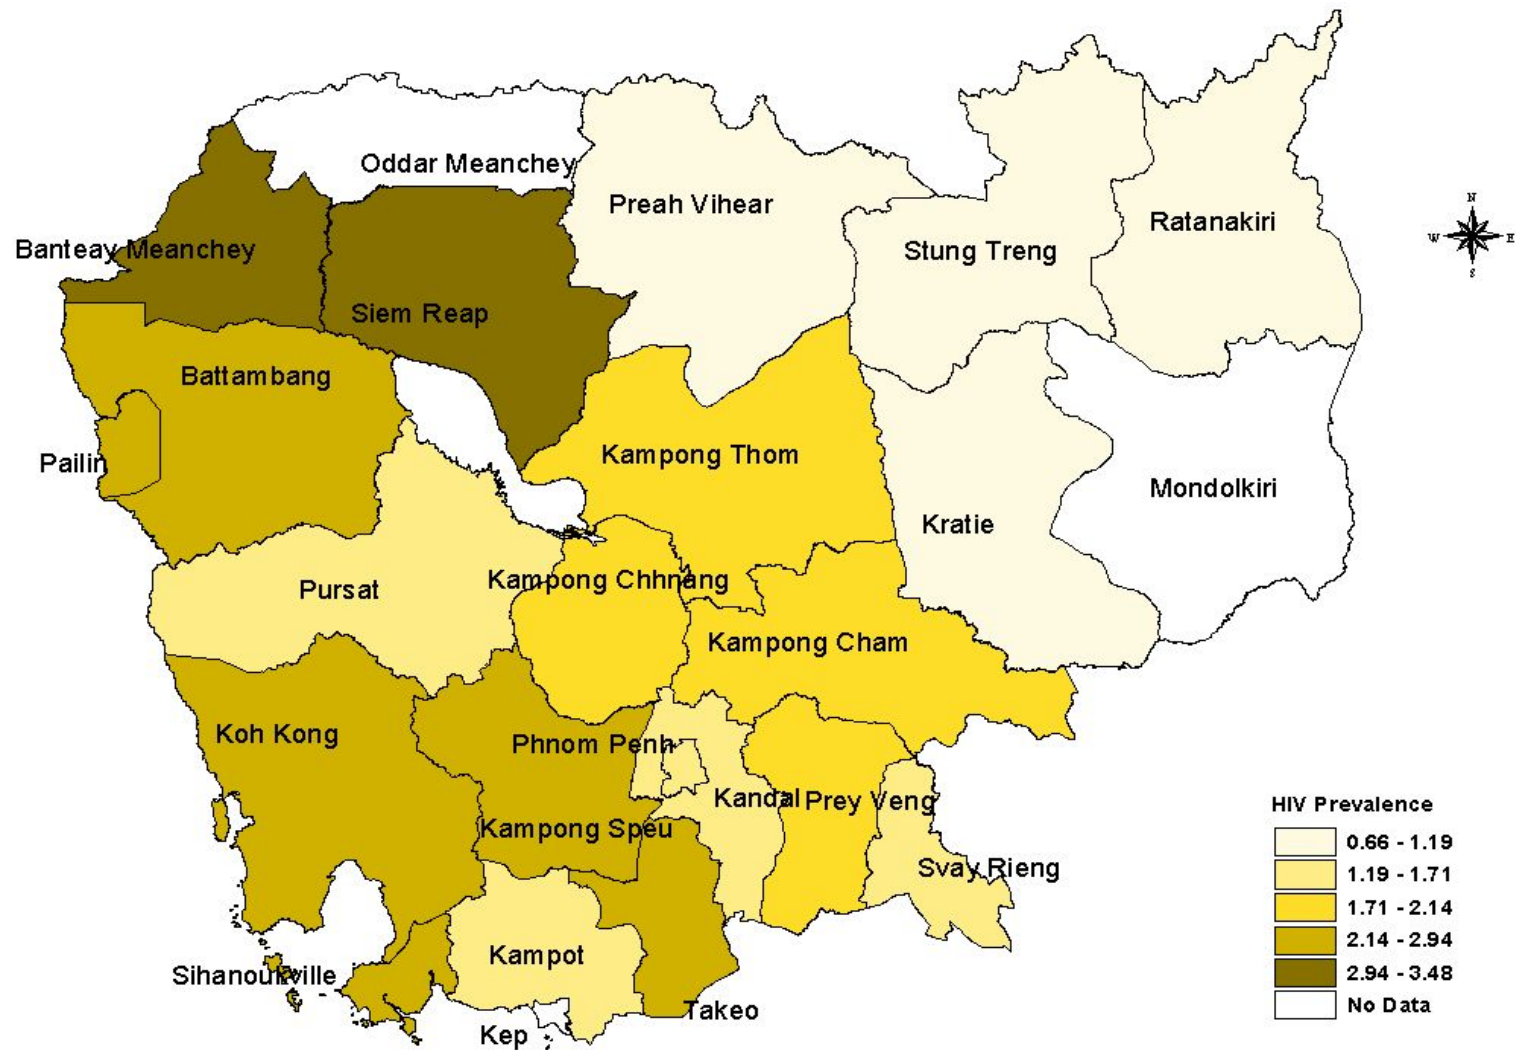 N
W
E
S
Oddar Meanchey
Preah Vihear
Ratanakiri
Banteay Meanchey
Stung Treng
Siem Reap
Battambang
Kampong Thom
Pailin
Mondolkiri
Kratie
Kampong Chhnang
Pursat
Kampong Cham
Koh Kong
Phnom Penh
Kandal
Prey Veng
Kampong Speu
Svay Rieng
Kampot
Sihanoukville
Takeo
Kep
HIV Prevalence
0.66 - 1.19
1.19 - 1.71
1.71 - 2.14
2.14 - 2.94
2.94 - 3.48
No Data